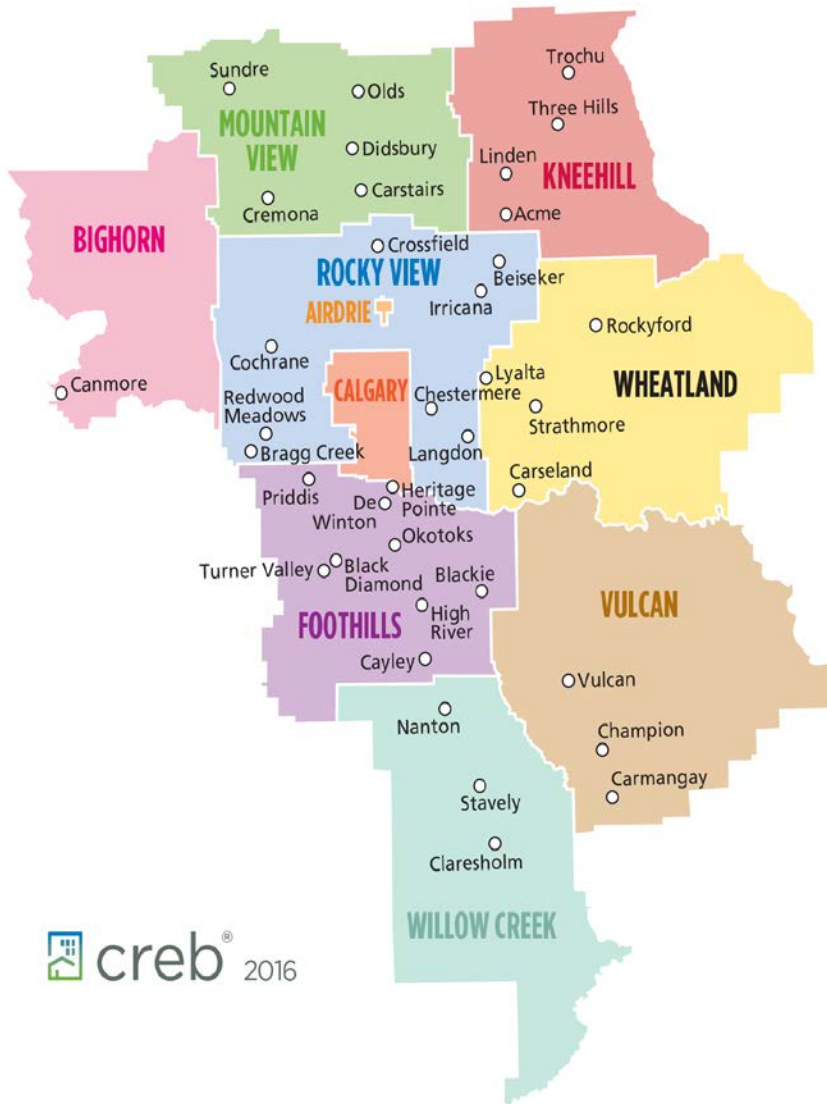 Trochu
Sundre
Olds
Three Hills
MOUNTAIN
VIEW
Didsbury
Linden
KNEEHILL
Carstairs
Cremona
Acme
BIGHORN
Crossfield
ROCKY VIEW
Beiseker
Irricana
AIRDRIE
Rockyford
Cochrane
Canmore
Redwood
Meadows
CALGARY
Chestermere
Lyalta
WHEATLAND
Strathmore
Bragg Creek
Langdon
Carseland
Priddis
Heritage
Pointe
De
Winton
Okotoks
Turner Valley
Black
Diamond
Blackie
VULCAN
FOOTHILLS
High
River
Cayley
Vulcan
Nanton
Champion
Stavely
Carmangay
Claresholm
WILLOW CREEK
creb® 2016